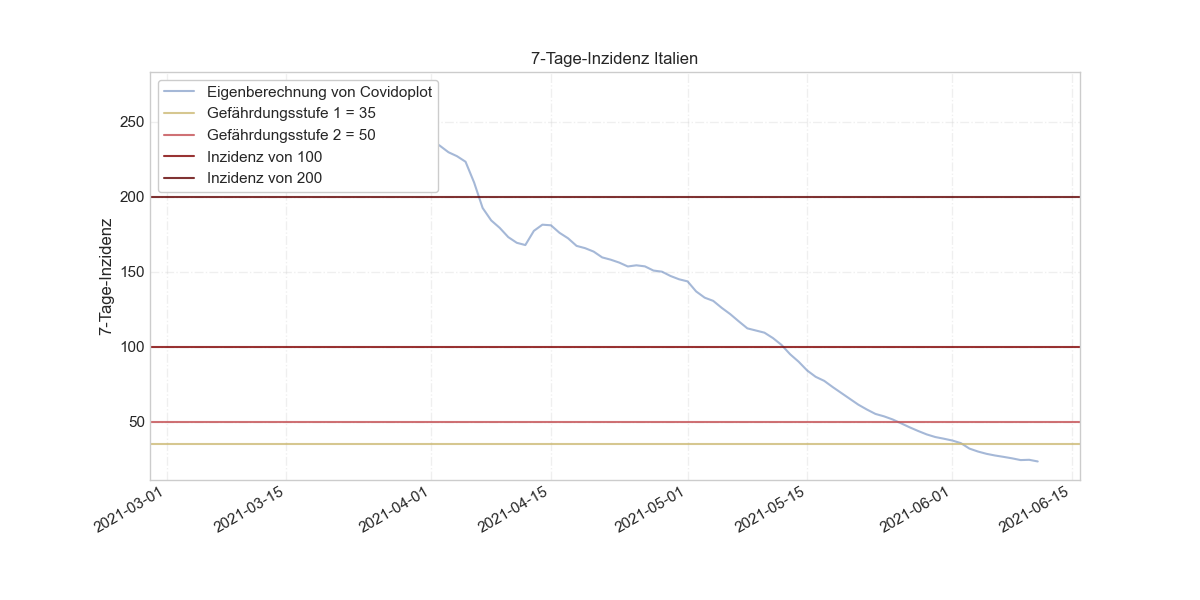 7-Tage-Inzidenz Italien
Eigenberechnung von Covidoplot
Gefährdungsstufe 1 = 35
Gefährdungsstufe 2 = 50
Inzidenz von 100
Inzidenz von 200
7-Tage-Inzidenz
250
200
150
100
50
2021-03-01
2021-03-15
2021-04-01
2021-04-15
2021-05-01
2021-05-15
2021-06-01
2021-06-15